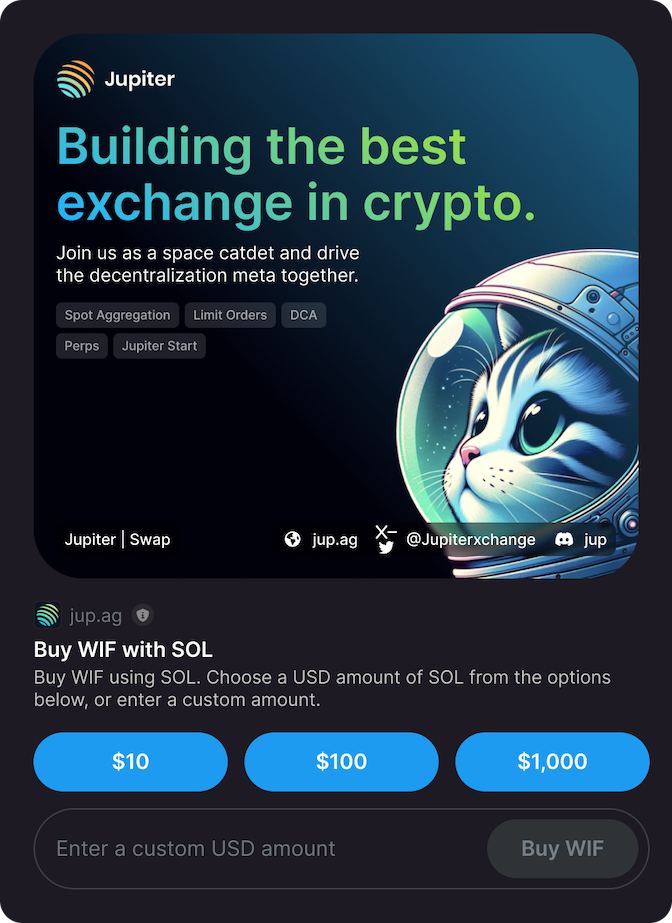 Jupiter
Building the best
exchange in crypto.
Join us as a space catdet and drive
the decentralization meta together.
Spot Aggregation Limit Orders DCA
Perps Jupiter Start
Jupiter | Swap jup.ag @Jupiterxchange jup
jup.ag
Buy WIF with SOL
Buy WIF using SOL. Choose a USD amount of SOL from the options
below, or enter a custom amount.
$10 $100 $1,000
Enter a custom USD amount Buy WIF